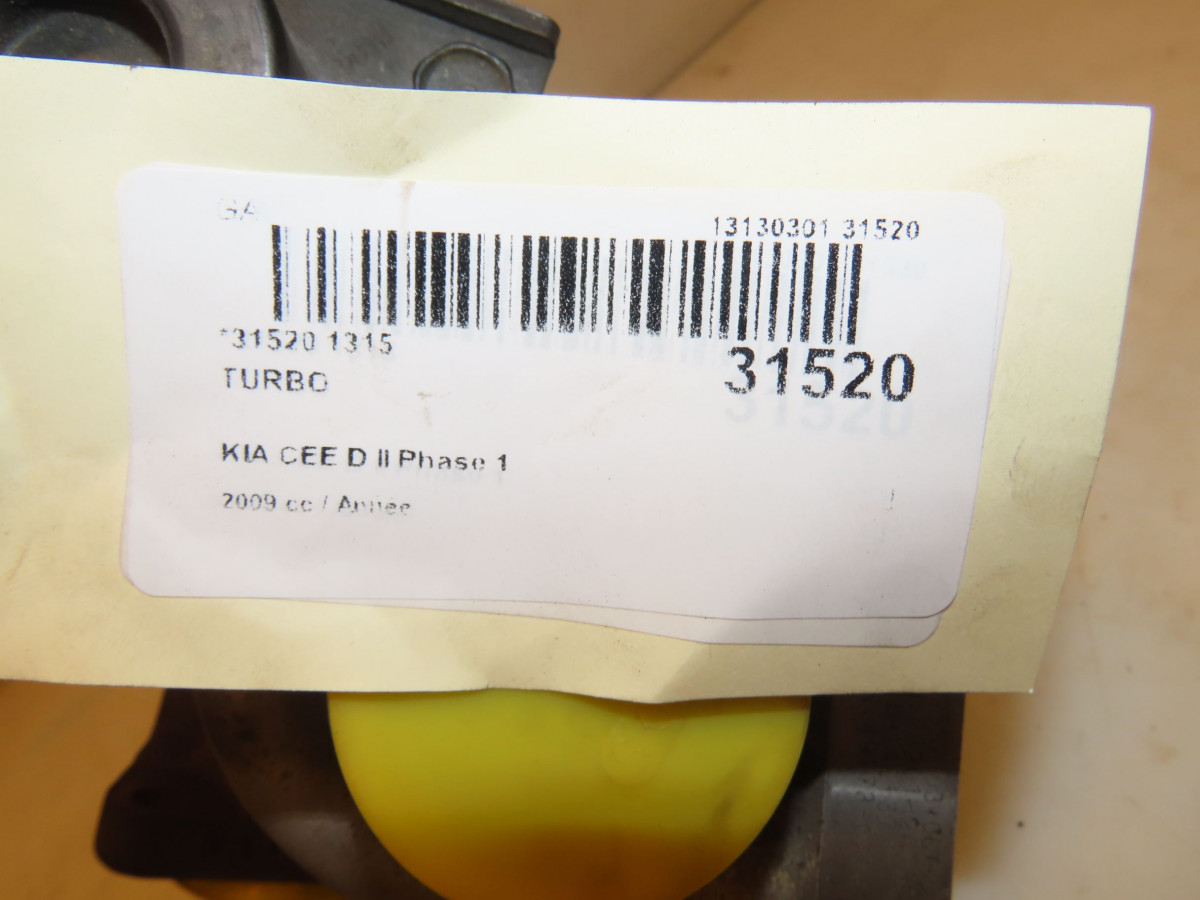 GA
13130301 31520
*31520 1315
31520
TURBO
KIA CEE D II Phase 1
2009 cc / Année